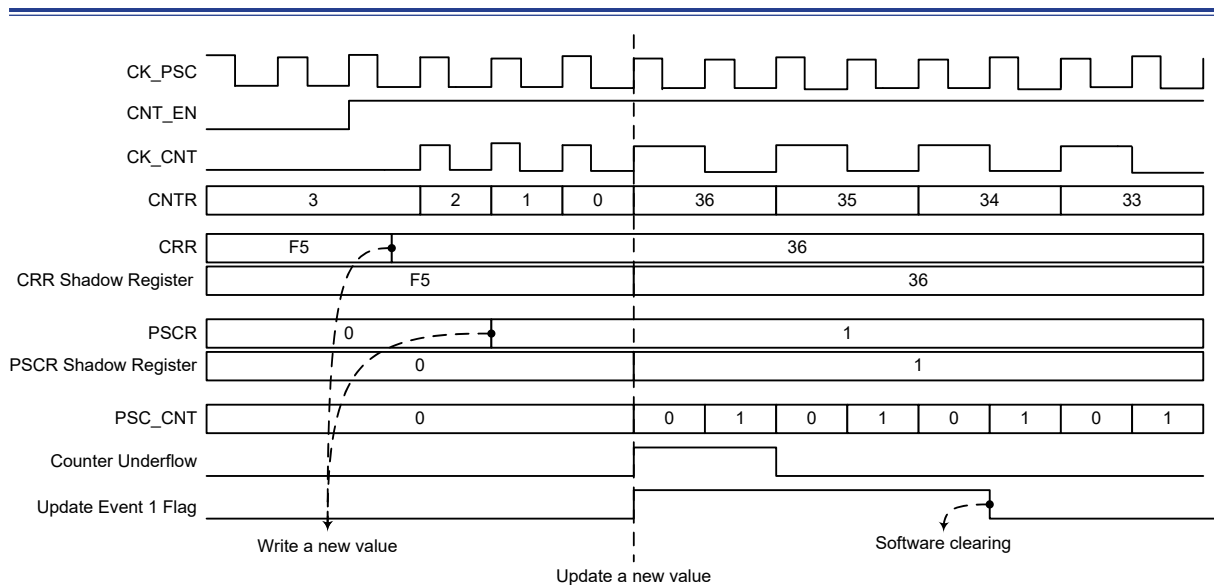 CK_PSC
CNT_EN
CK_CNT
CNTR 3 2 1 0 36 35 34 33
CRR F5 36
CRR Shadow Register F5 36
PSCR 0 1
PSCR Shadow Register 0 1
PSC_CNT 0 0 1 0 1 0 1 0 1
Counter Underflow
Update Event 1 Flag
Write a new value Software clearing
Update a new value